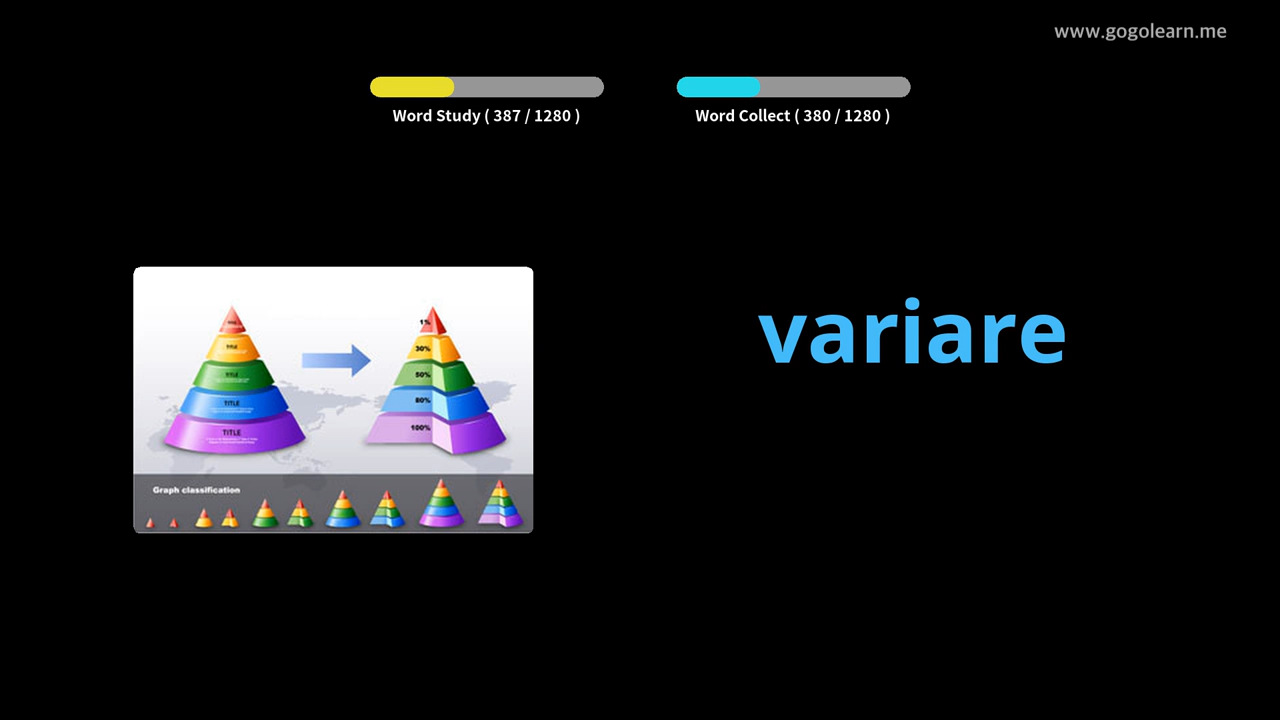 www.gogolearn.me
Word Study ( 387 / 1280 )
Word Collect ( 380 / 1280 )
variare
TITLE
TITLE
TITLE
TITLE
1%
30%
50%
80%
100%
Graph classification